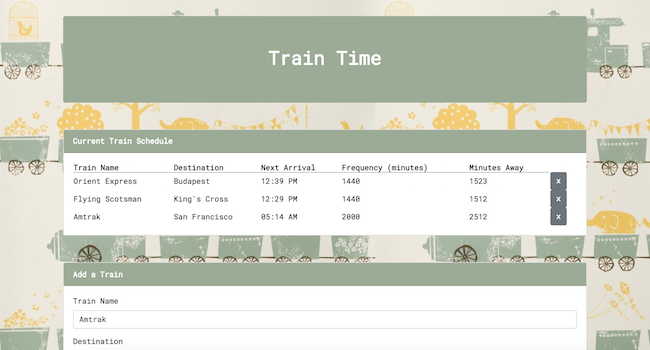 Train Time
Current Train Schedule
Train Name Destination Next Arrival Frequency (minutes) Minutes Away
Orient Express Budapest 12:39 PM 1440 1523 x
Flying Scotsman King's Cross 12:29 PM 1440 1512 x
Amtrak San Francisco 05:14 AM 2000 2512 x
Add a Train
Train Name
Amtrak
Destination